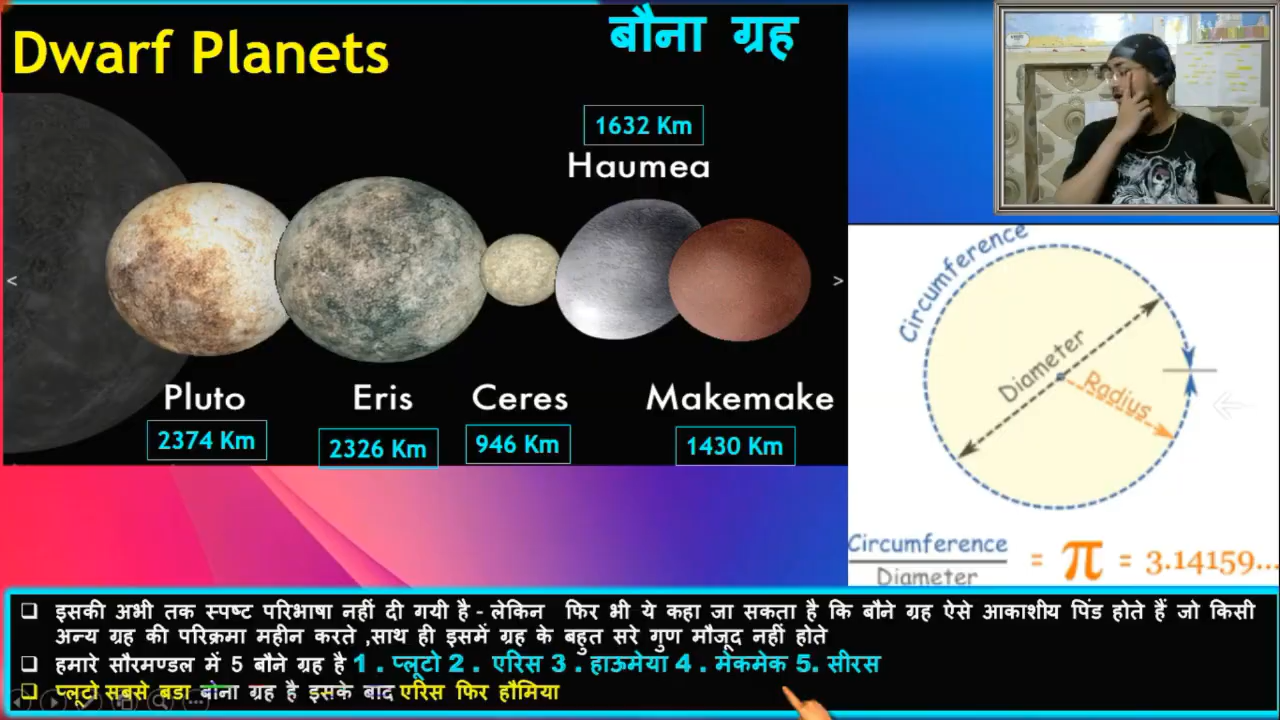 Dwarf Planets
बौना ग्रह
1632 Km
Haumea
Pluto
Eris
Ceres
Makemake
2374 Km
2326 Km
946 Km
1430 Km
Circumference
Diameter
Radius
Circumference
Diameter
= π = 3.14159...
इसकी अभी तक स्पष्ट परिभाषा नहीं दी गयी है - लेकिन फिर भी ये कहा जा सकता है कि बौने ग्रह ऐसे आकाशीय पिंड होते हैं जो किसी
अन्य ग्रह की परिक्रमा महीन करते ,साथ ही इसमें ग्रह के बहुत सरे गुण मौजूद नहीं होते
हमारे सौरमण्डल में 5 बौने ग्रह है 1 . प्लूटो 2 . एरिस 3 . हाऊमेया 4 . मेकमेक 5. सीरस
प्लूटो सबसे बडा बोना ग्रह है इसके बाद एरिस फिर हौमिया